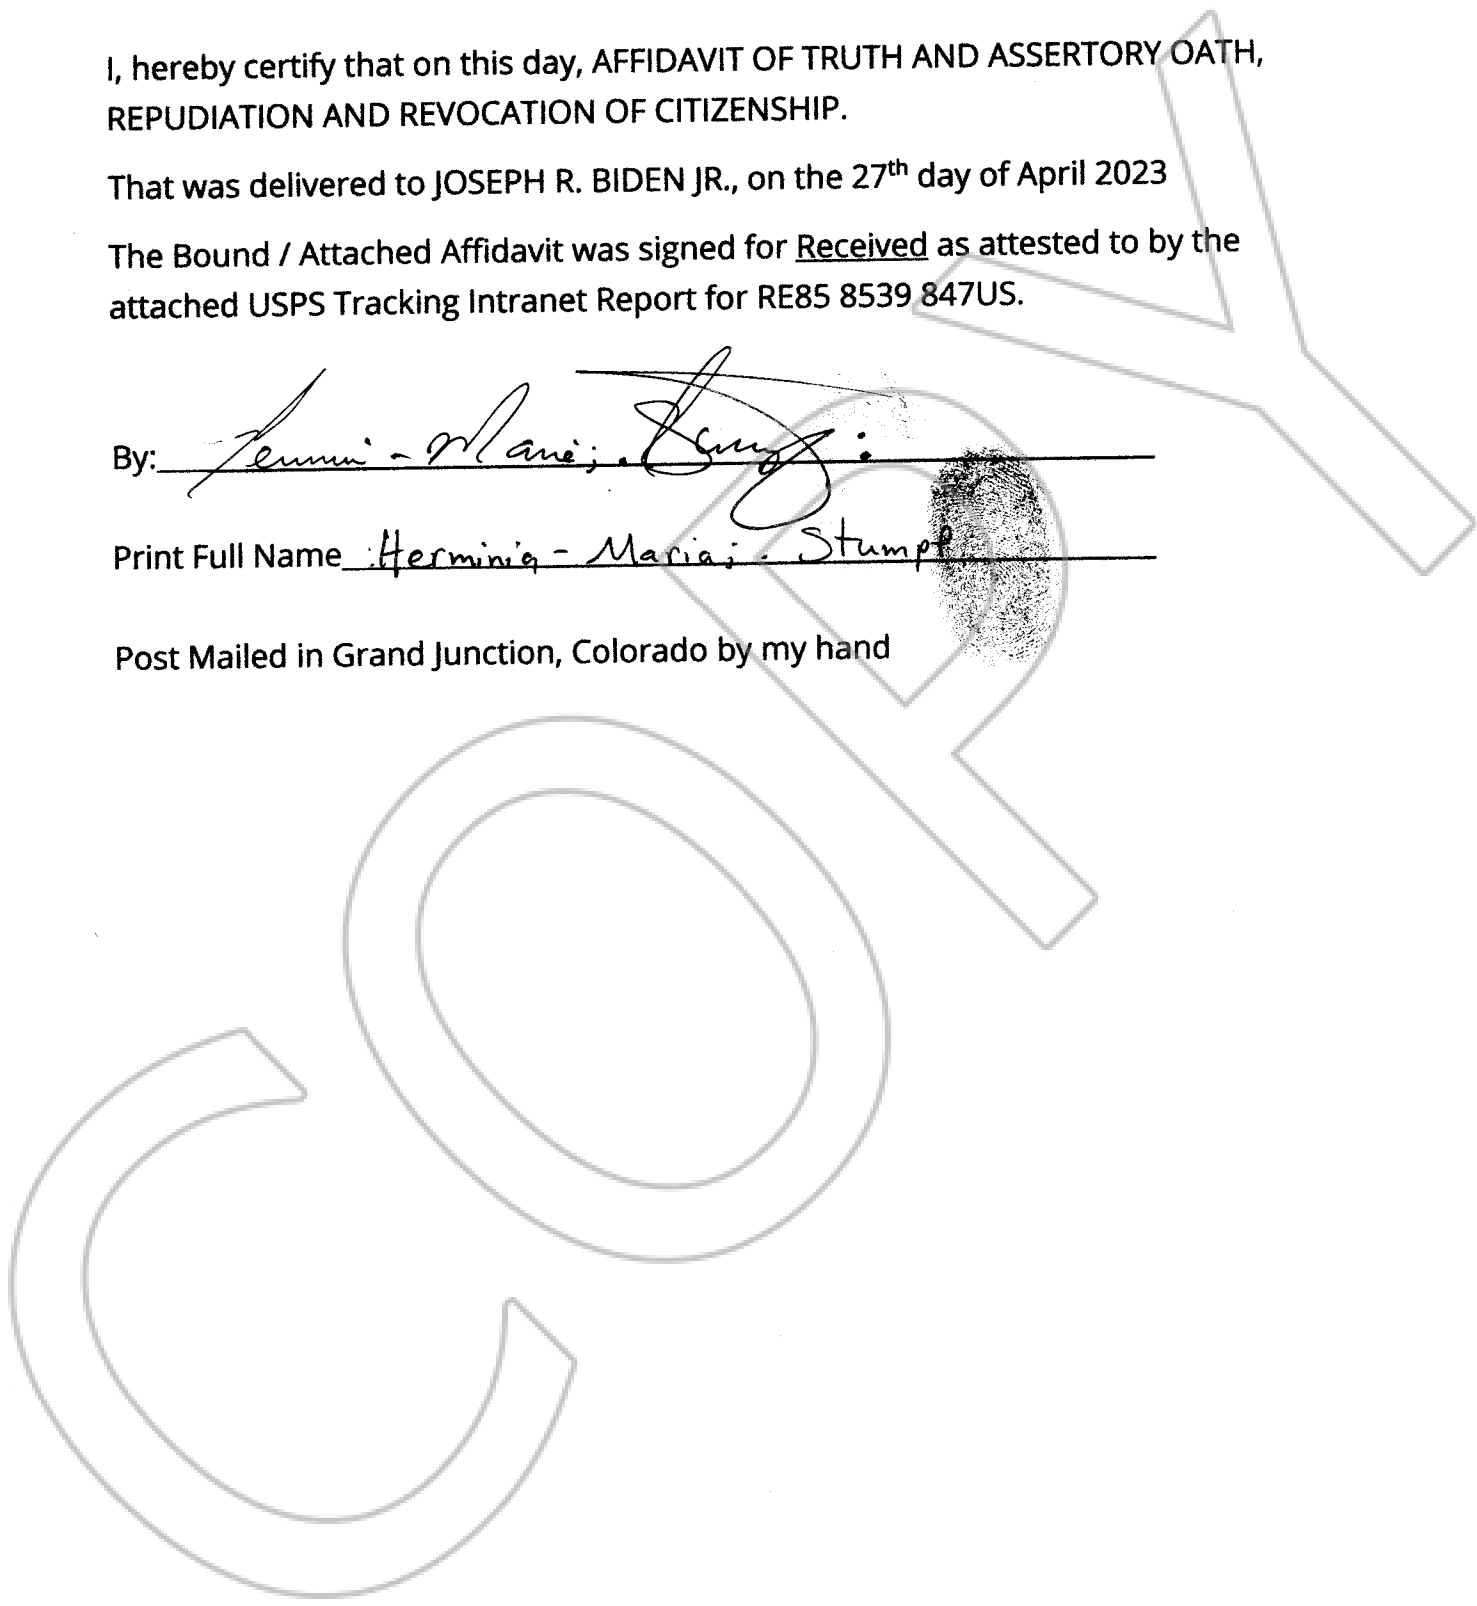 I, hereby certify that on this day, AFFIDAVIT OF TRUTH AND ASSERTORY OATH,
REPUDIATION AND REVOCATION OF CITIZENSHIP.
That was delivered to JOSEPH R. BIDEN JR., on the 27th day of April 2023
The Bound / Attached Affidavit was signed for Received as attested to by the
attached USPS Tracking Intranet Report for RE85 8539 847US.
By:
Print Full Name :Herminia - Maria; . Stumpf
Post Mailed in Grand Junction, Colorado by my hand
COPY